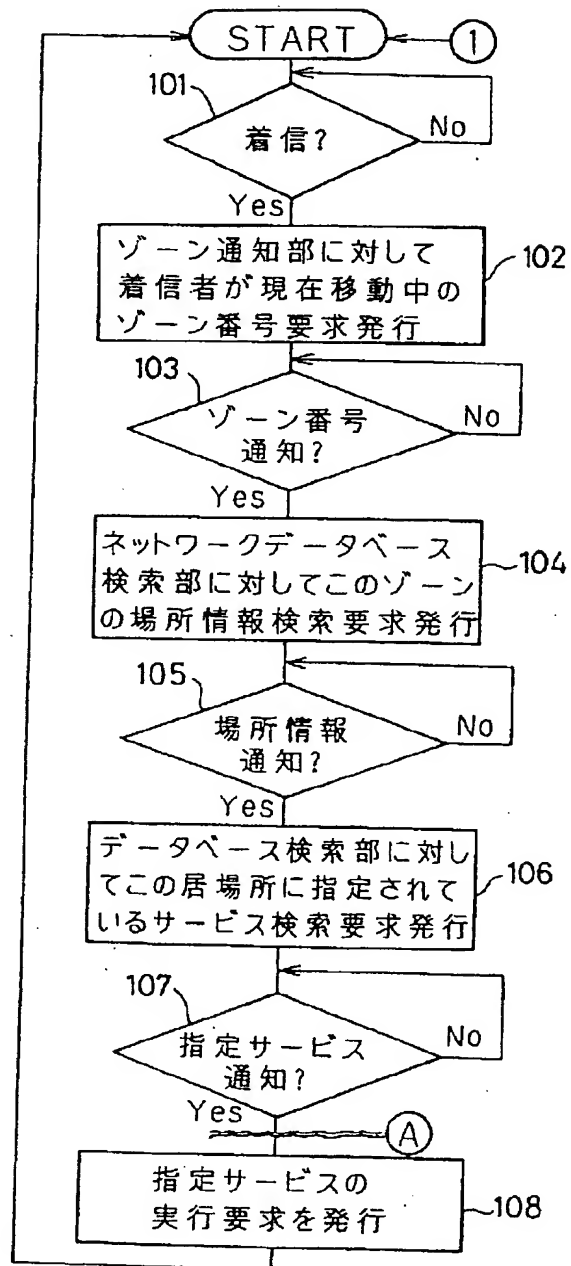 START
1
101
着信?
No
Yes
ゾーン通知部に対して
着信者が現在移動中の
ゾーン番号要求発行
102
103
ゾーン番号
通知?
No
Yes
ネットワークデータベース
検索部に対してこのゾーン
の場所情報検索要求発行
104
105
場所情報
通知?
No
Yes
データベース検索部に対し
てこの居場所に指定されて
いるサービス検索要求発行
106
107
指定サービス
通知?
No
Yes
A
指定サービスの
実行要求を発行
108